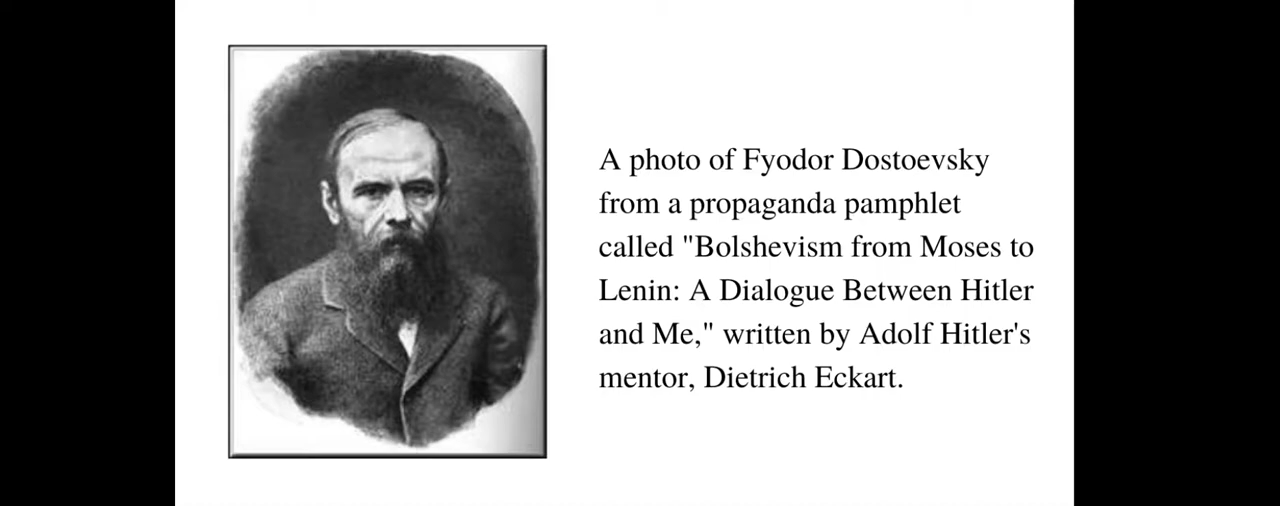 A photo of Fyodor Dostoevsky
from a propaganda pamphlet
called "Bolshevism from Moses to
Lenin: A Dialogue Between Hitler
and Me," written by Adolf Hitler's
mentor, Dietrich Eckart.